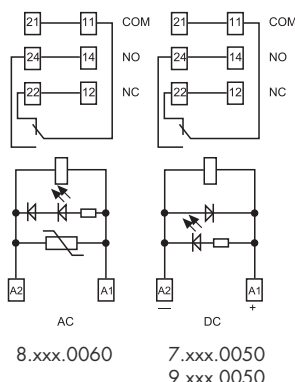 21 11 COM 21 11 COM
24 14 NO 24 14 NO
22 12 NC 22 12 NC
A2 A1 A2 A1
— +
AC DC
8.xxx.0060 7.xxx.0050
9.xxx.0050